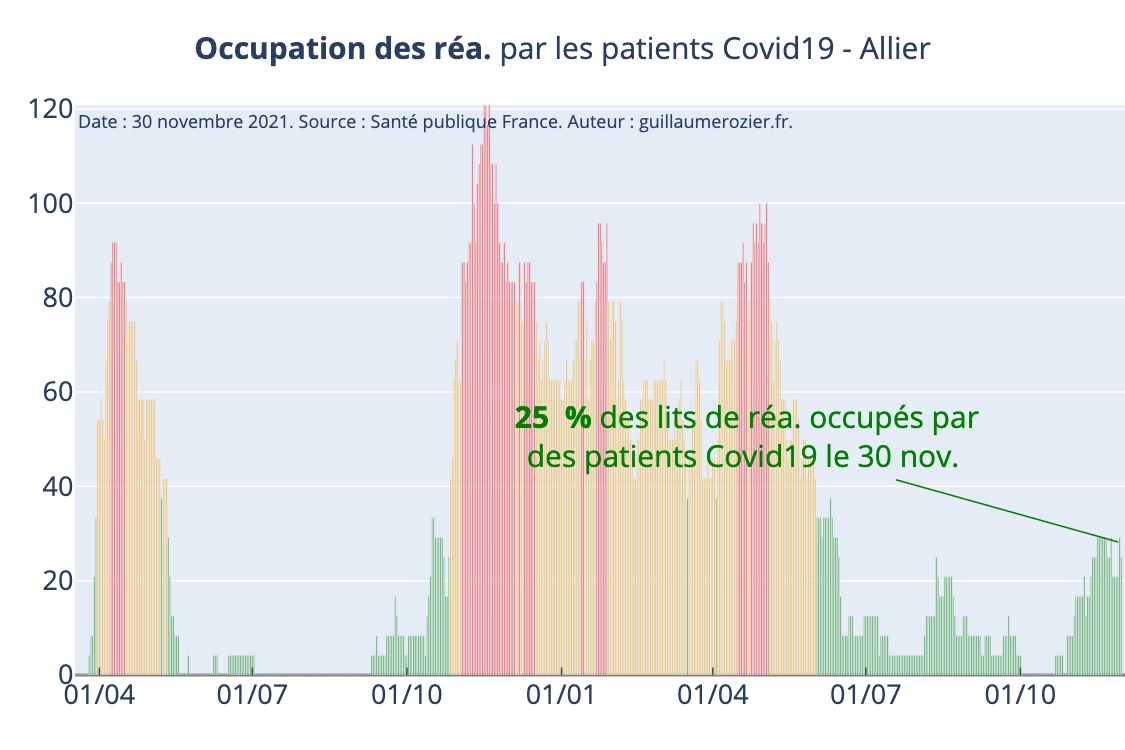 Occupation des réa. par les patients Covid19 - Allier
120
Date : 30 novembre 2021. Source : Santé publique France. Auteur : guillaumerozier.fr.
100
80
60
25 % des lits de réa. occupés par
des patients Covid19 le 30 nov.
40
20
0
01/04 01/07 01/10 01/01 01/04 01/07 01/10